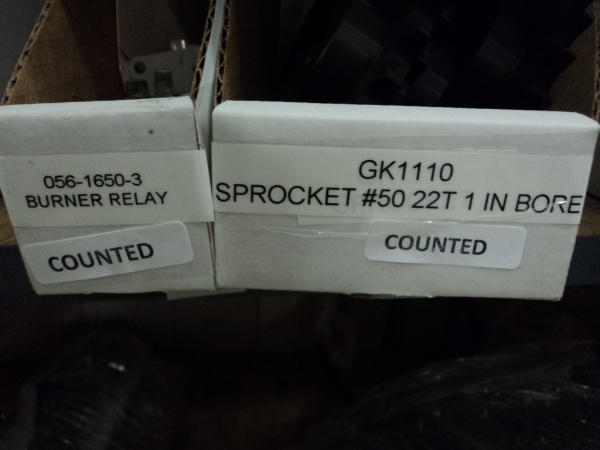 056-1650-3
BURNER RELAY
COUNTED
GK1110
SPROCKET #50 22T 1 IN BORE
COUNTED